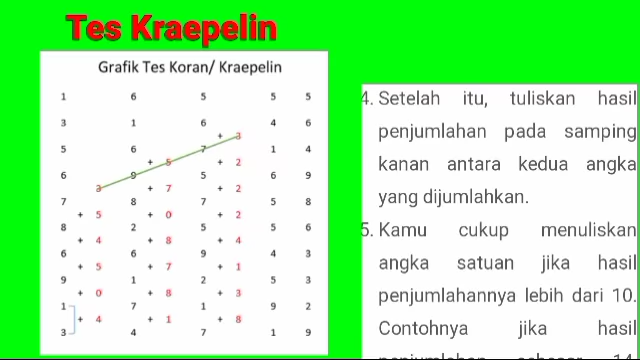 Tes Kraepelin
Grafik Tes Koran/ Kraepelin
1 6 5 5 5
3 1 6 4 6
+ 3
5 6 7 1 4
+ 5 + 2
6 9 5 6 9
3 + 7 + 2
7 8 7 5 8
+ 5 + 0 + 2
8 2 5 5 6
+ 4 + 8 + 4
6 6 9 4 3
+ 5 + 7 + 1
9 1 2 5 3
+ 0 + 8 + 3
1 7 1 9 2
+ 4 + 1 + 8
3 4 7 1 9
4. Setelah itu, tuliskan hasil
penjumlahan pada samping
kanan antara kedua angka
yang dijumlahkan.
5. Kamu cukup menuliskan
angka satuan jika hasil
penjumlahannya lebih dari 10.
Contohnya jika hasil